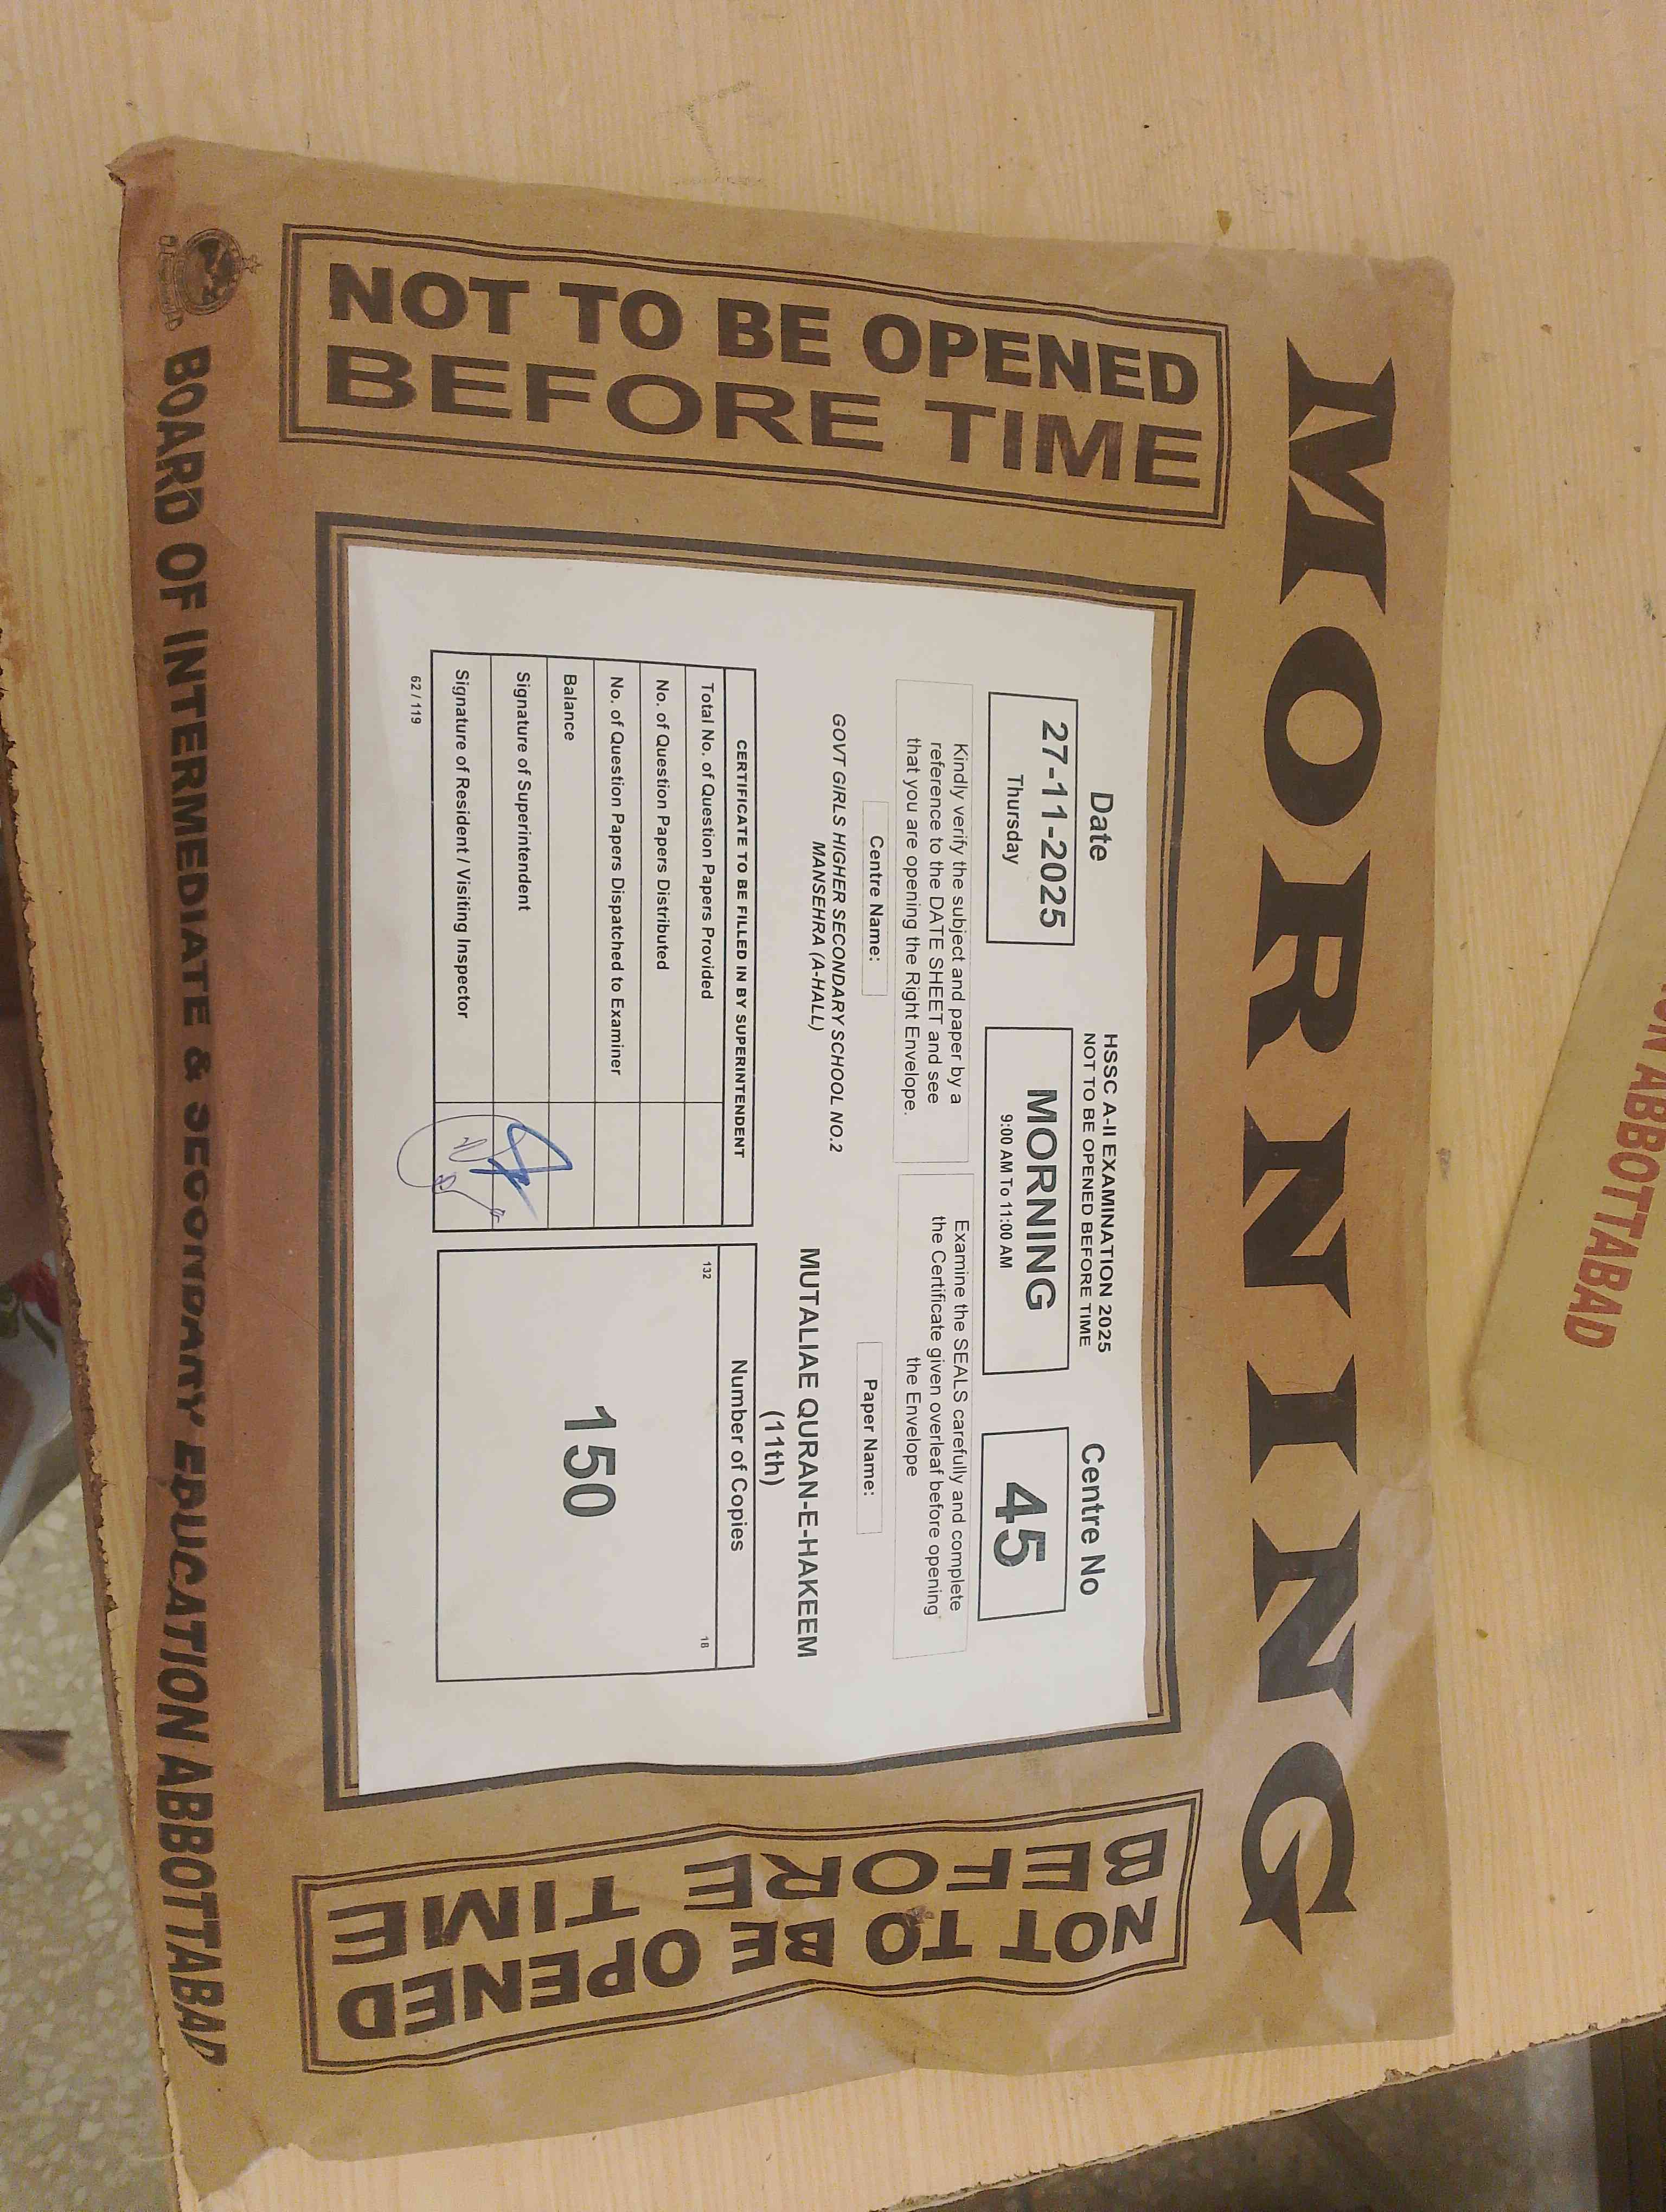 MORNING
NOT TO BE OPENED
BEFORE TIME
HSSC A-II EXAMINATION 2025
NOT TO BE OPENED BEFORE TIME
Date
27-11-2025
Thursday
MORNING
9:00 AM To 11:00 AM
Centre No
45
Kindly verify the subject and paper by a
reference to the DATE SHEET and see
that you are opening the Right Envelope.
Examine the SEALS carefully and complete
the Certificate given overleaf before opening
the Envelope
Centre Name:
GOVT GIRLS HIGHER SECONDARY SCHOOL NO.2
MANSEHRA (A-HALL)
Paper Name:
MUTALIAE QURAN-E-HAKEEM
(11th)
CERTIFICATE TO BE FILLED IN BY SUPERINTENDENT
Total No. of Question Papers Provided
No. of Question Papers Distributed
No. of Question Papers Dispatched to Examiner
Balance
Signature of Superintendent
Signature of Resident / Visiting Inspector
Number of Copies
132
18
150
62 / 119
NOT TO BE OPENED
BEFORE TIME
BOARD OF INTERMEDIATE & SECONDARY EDUCATION ABBOTTABAD
ABBOTTABAD